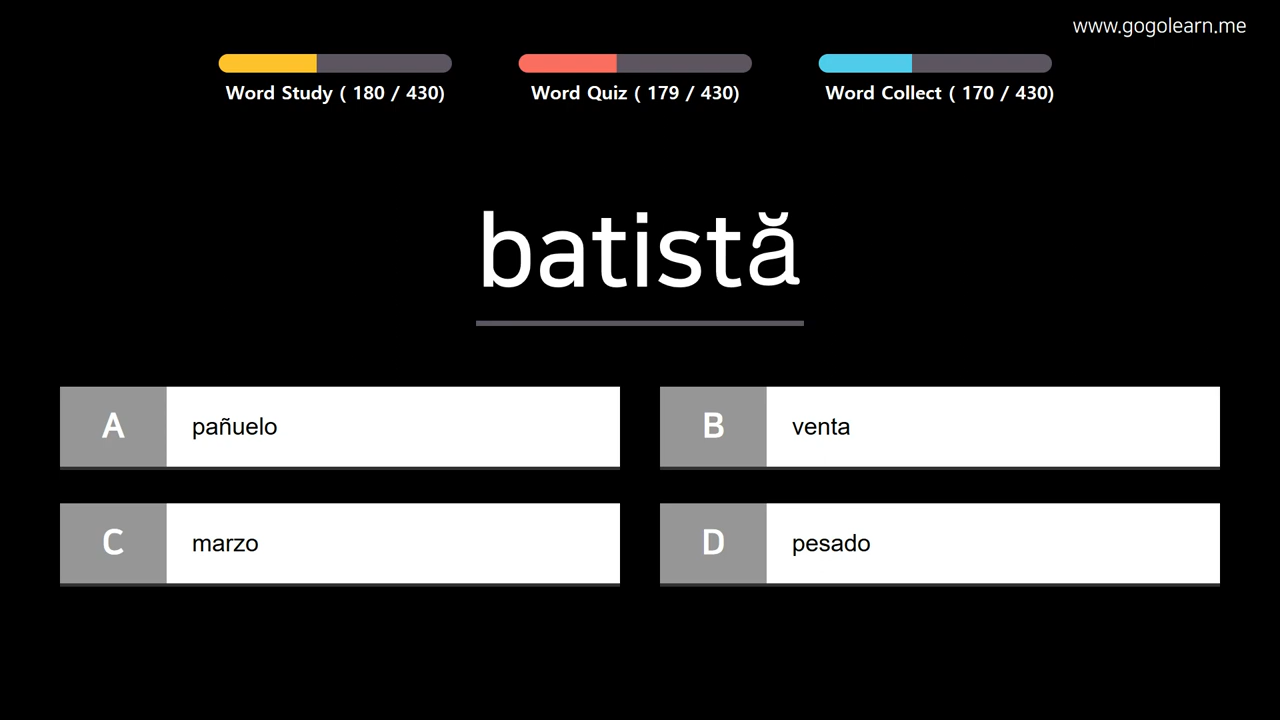 www.gogolearn.me
Word Study ( 180 / 430)
Word Quiz ( 179 / 430)
Word Collect ( 170 / 430)
batistă
A pañuelo
B venta
C marzo
D pesado